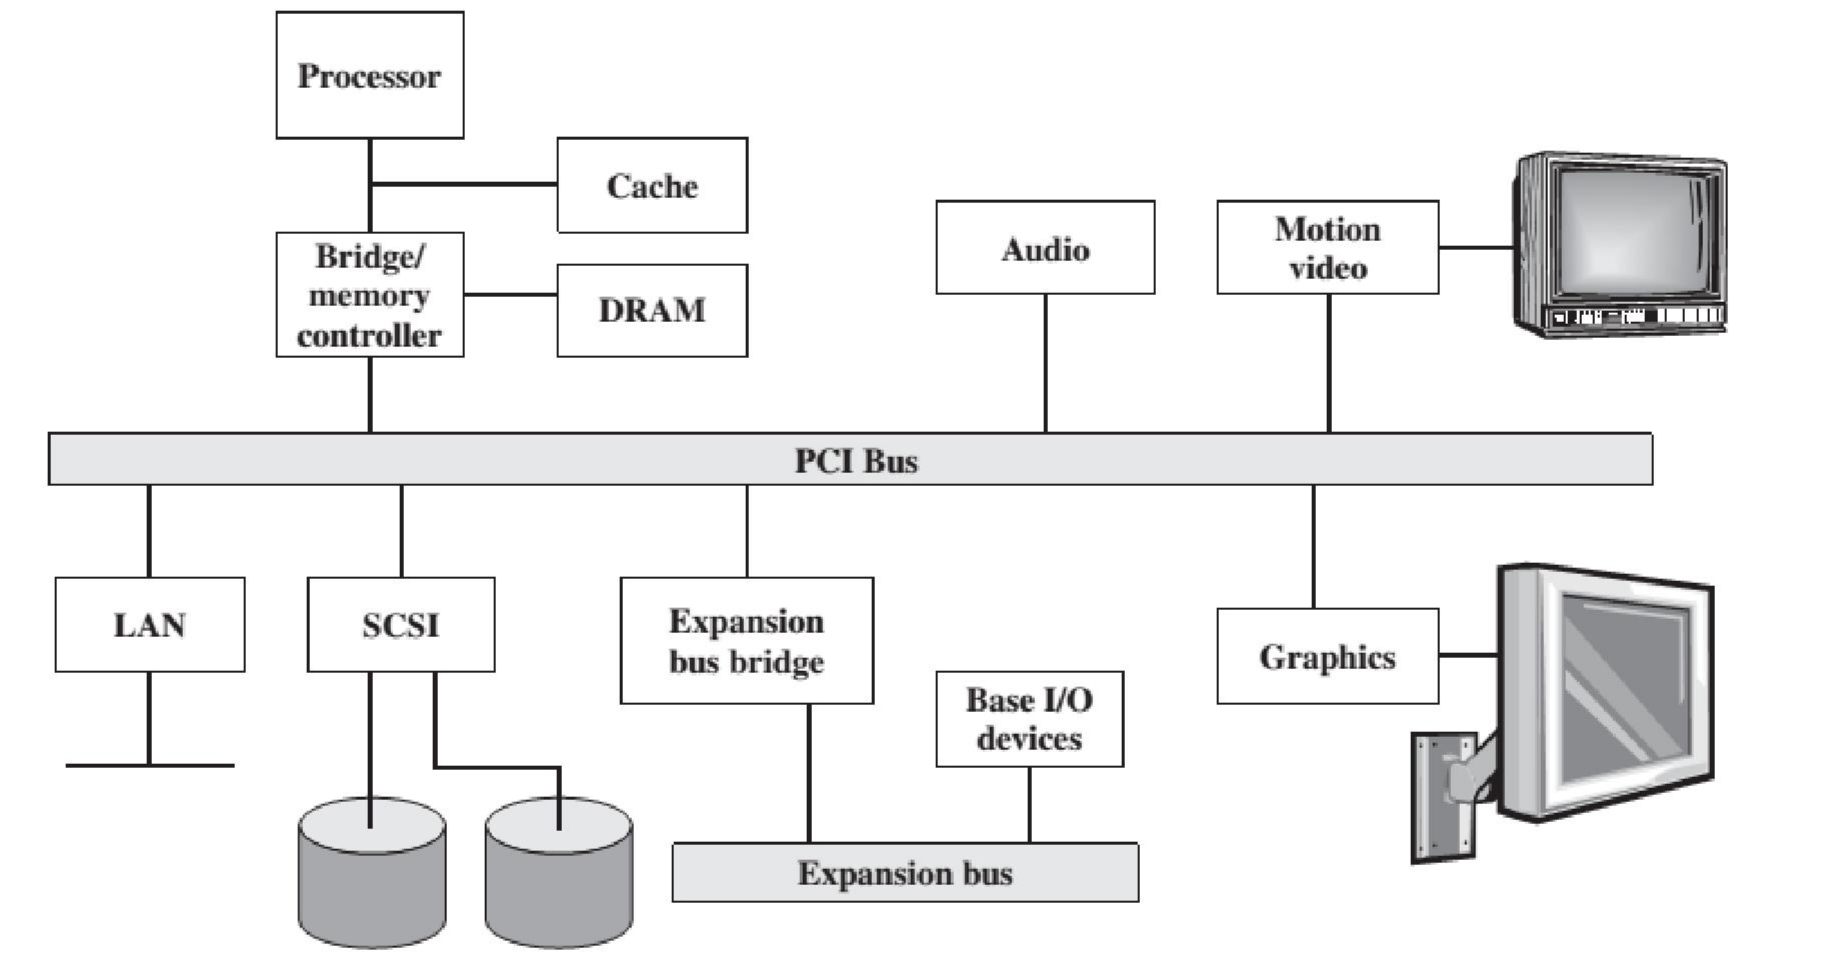 Processor
Cache
Bridge/
memory
controller
DRAM
Audio
Motion
video
PCI Bus
LAN
SCSI
Expansion
bus bridge
Base I/O
devices
Graphics
Expansion bus